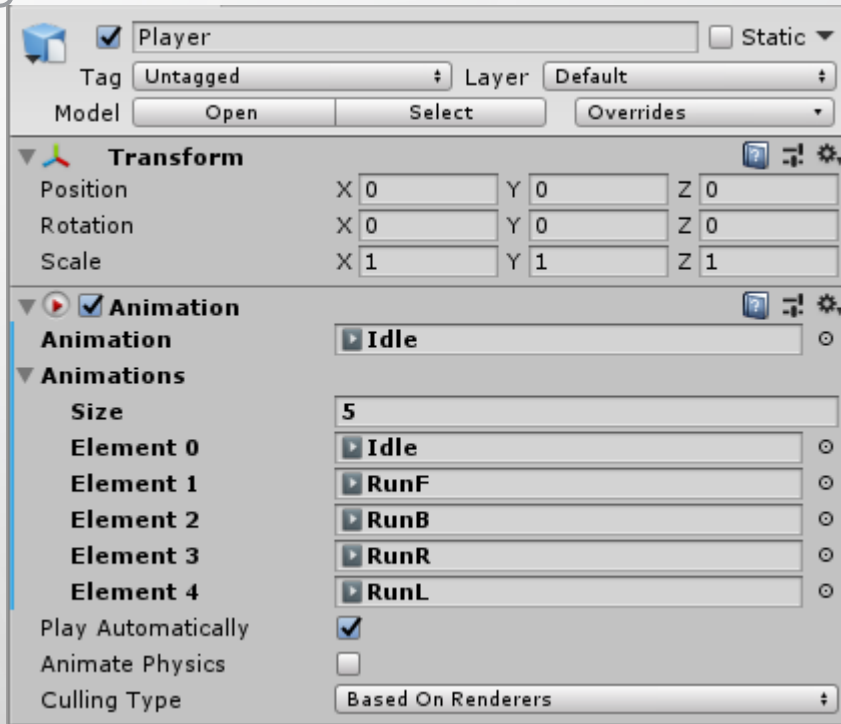 Player Static
Tag Untagged Layer Default
Model Open Select Overrides
Transform
Position X 0 Y 0 Z 0
Rotation X 0 Y 0 Z 0
Scale X 1 Y 1 Z 1
Animation
Animation Idle
Animations
Size 5
Element 0 Idle
Element 1 RunF
Element 2 RunB
Element 3 RunR
Element 4 RunL
Play Automatically
Animate Physics
Culling Type Based On Renderers